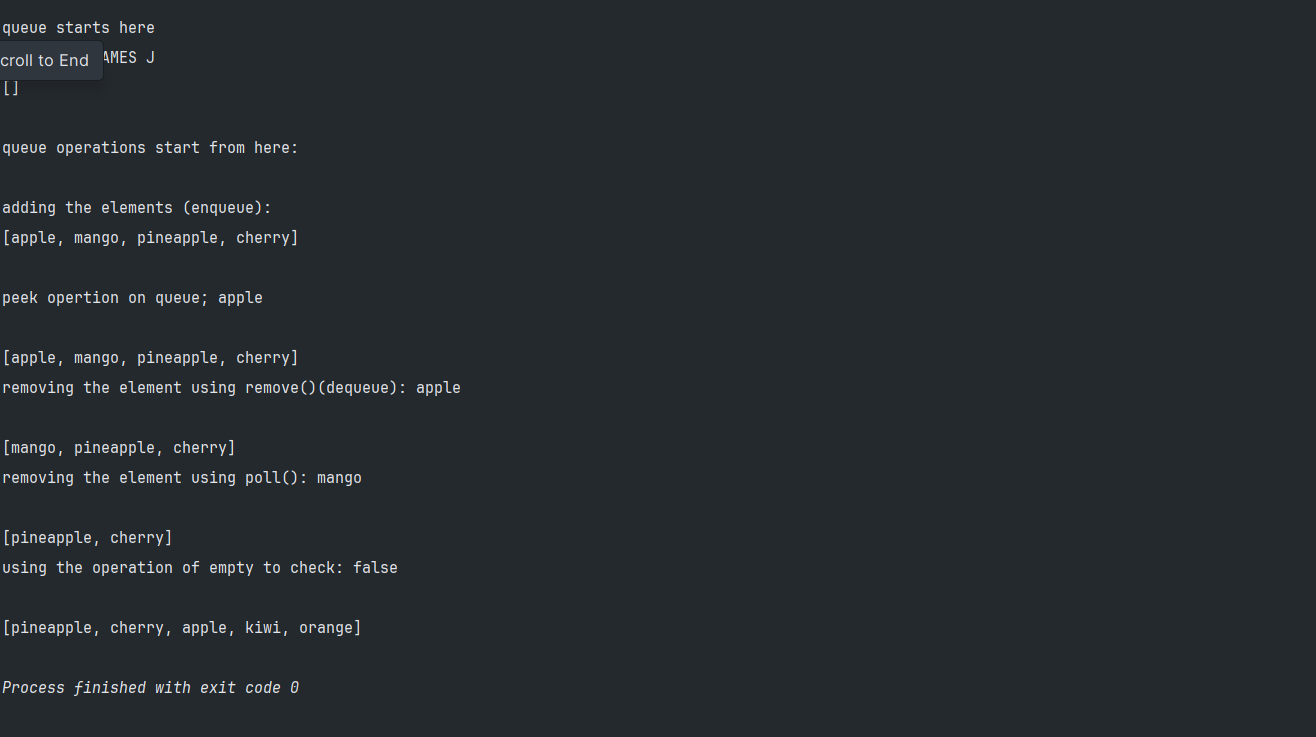 queue starts here
croll to End
AMES J
[]
queue operations start from here:
adding the elements (enqueue):
[apple, mango, pineapple, cherry]
peek opertion on queue; apple
[apple, mango, pineapple, cherry]
removing the element using remove()(dequeue): apple
[mango, pineapple, cherry]
removing the element using poll(): mango
[pineapple, cherry]
using the operation of empty to check: false
[pineapple, cherry, apple, kiwi, orange]
Process finished with exit code 0